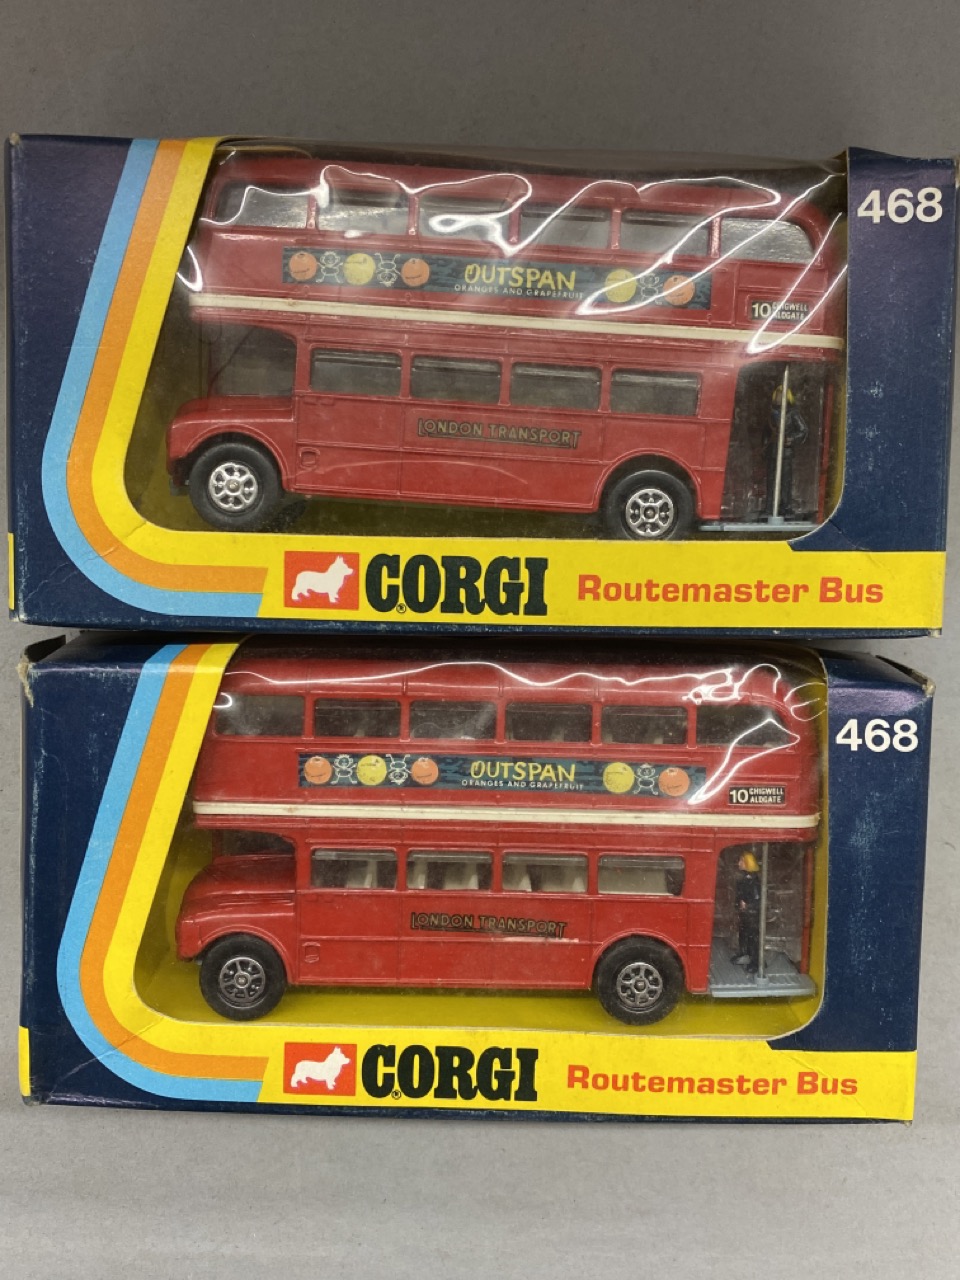 468
OUTSPAN
ORANGES AND GRAPEFRUIT
10 CHIGWELL
ALDGATE
LONDON TRANSPORT
CORGI Routemaster Bus
468
OUTSPAN
ORANGES AND GRAPEFRUIT
10 CHIGWELL
ALDGATE
LONDON TRANSPORT
CORGI Routemaster Bus